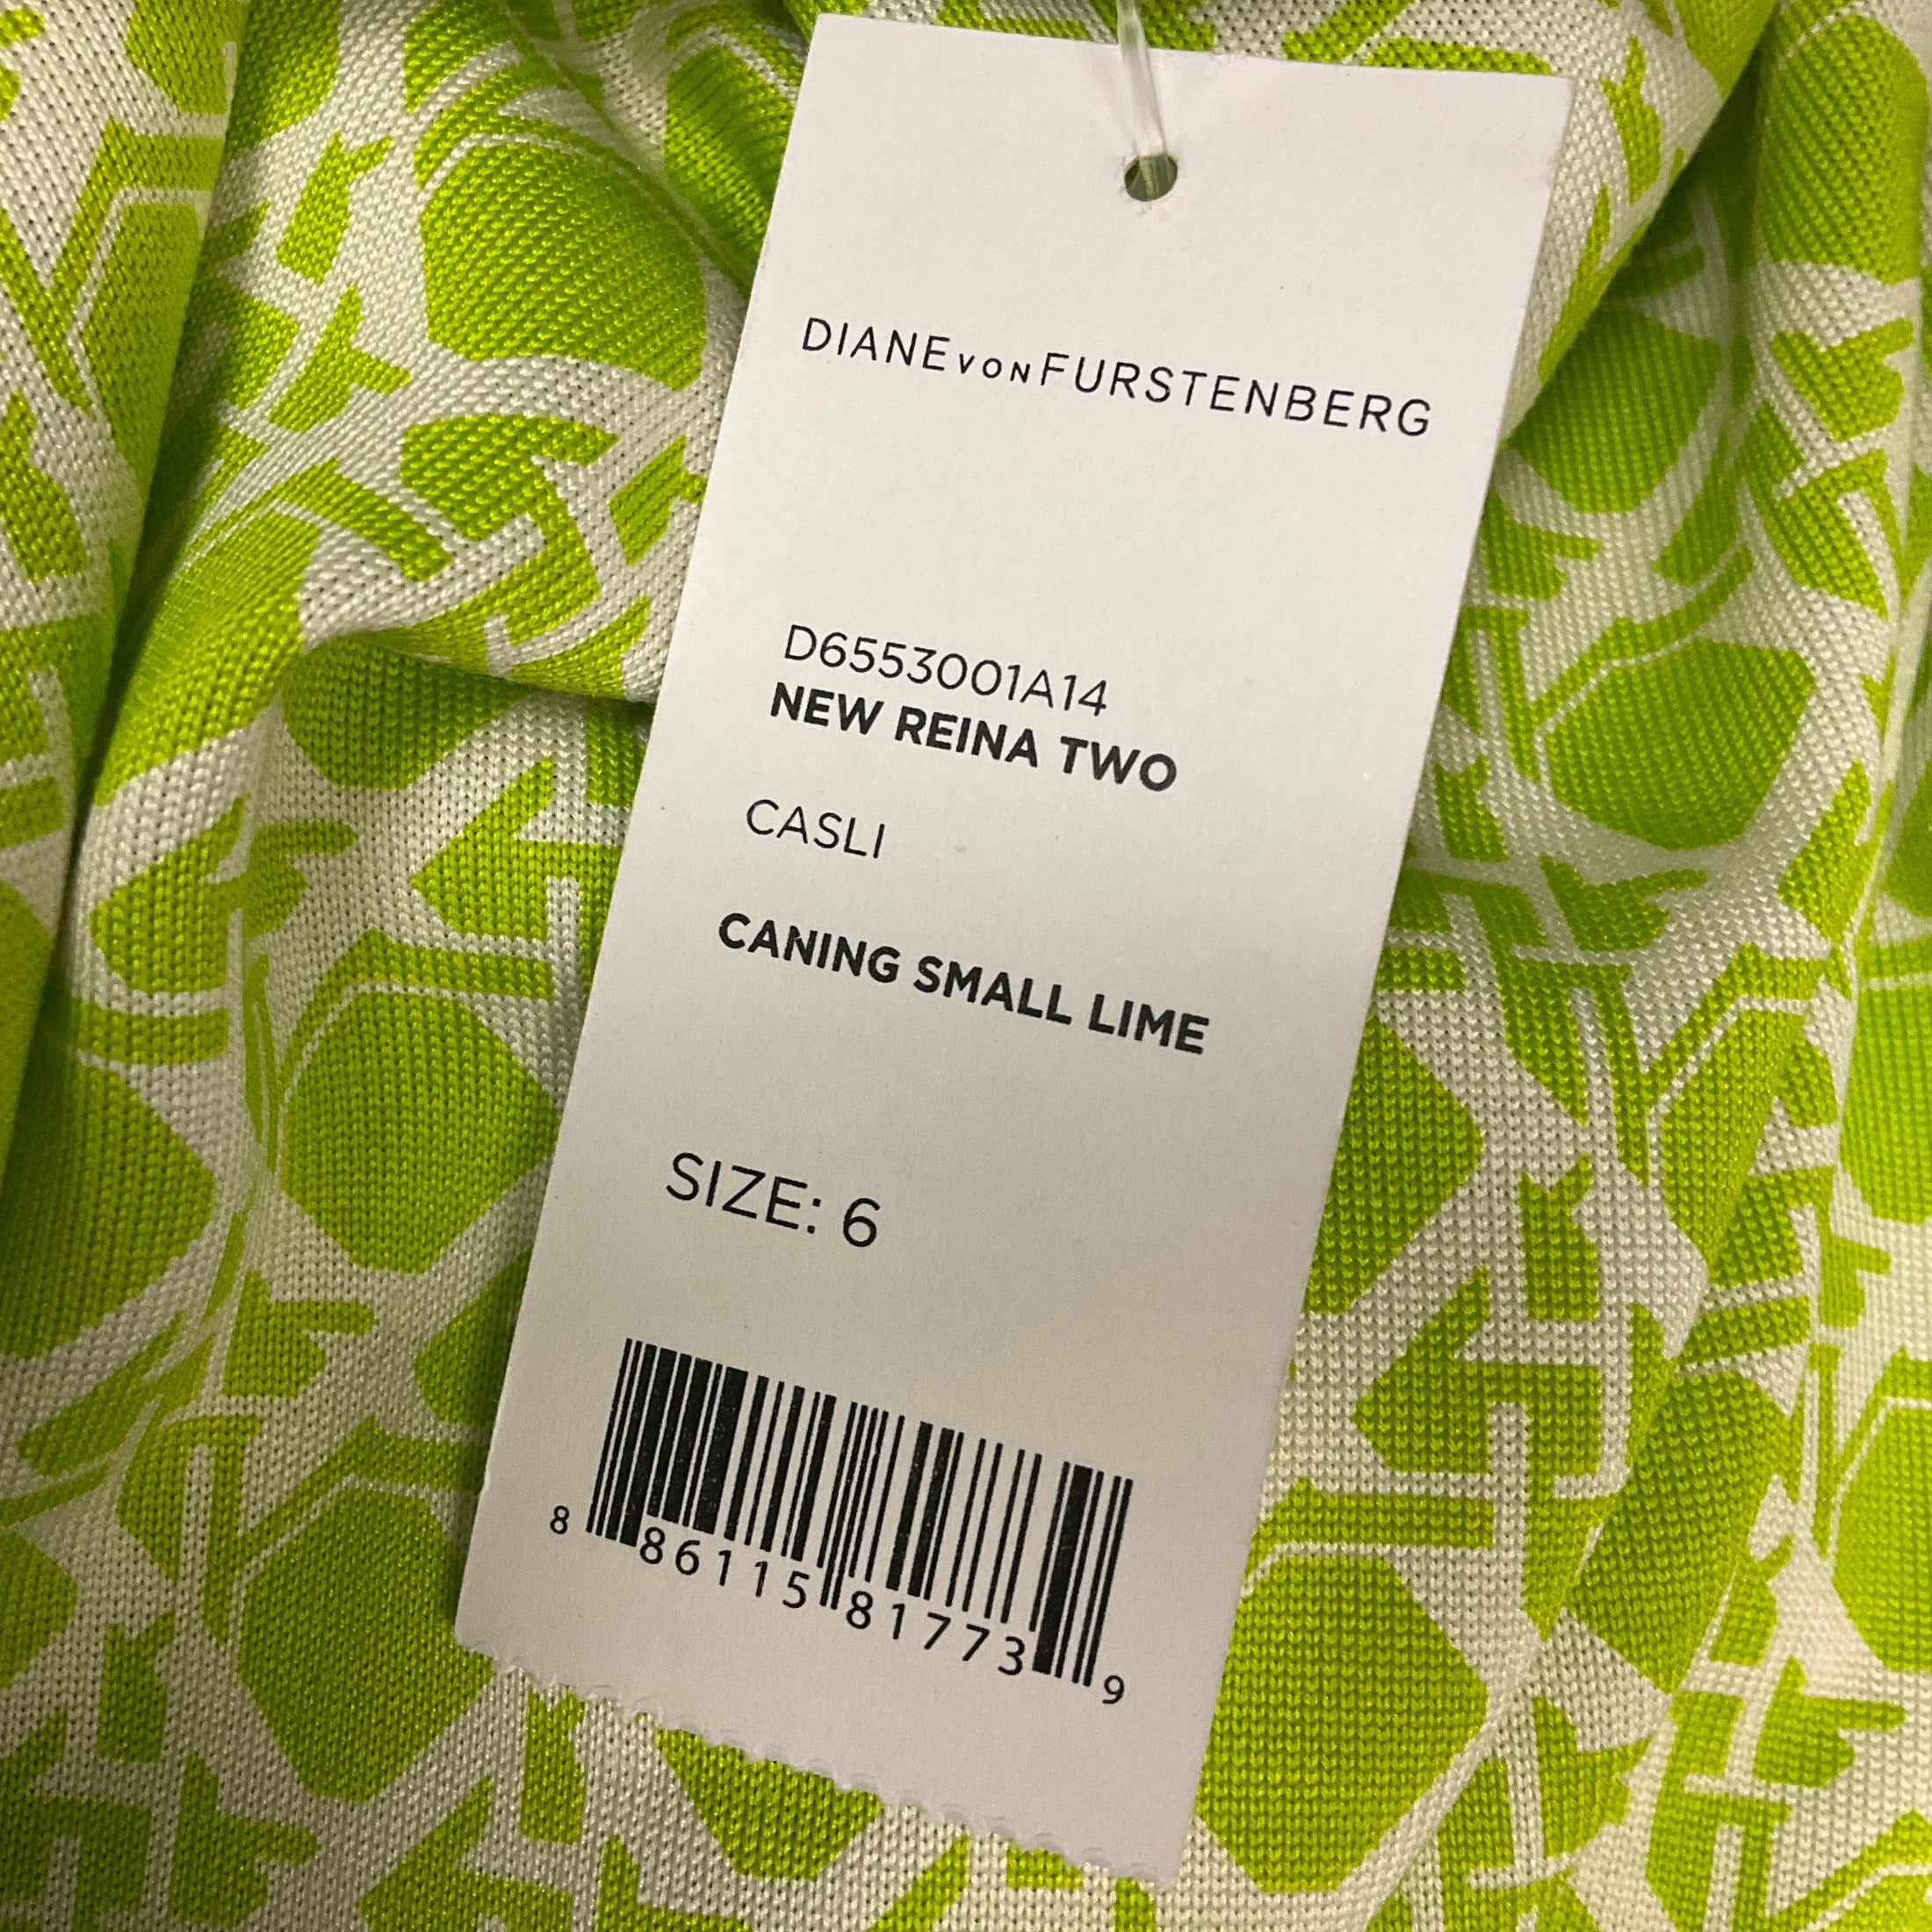 DIANE VON FURSTENBERG
D6553001A14
NEW REINA TWO
CASLI
CANING SMALL LIME
SIZE: 6
8 86115 81773 9